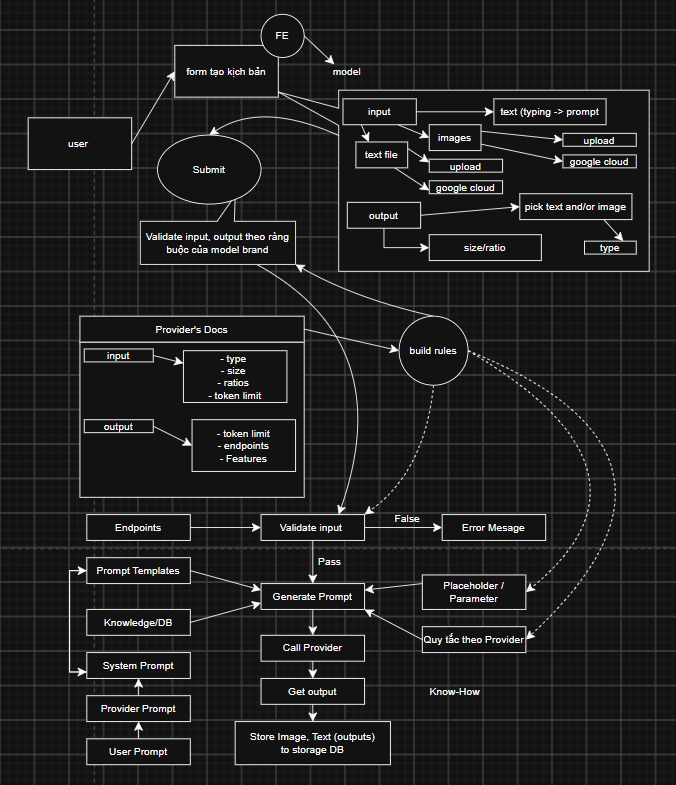 FE
form tạo kịch bản
model
input
text (typing -> prompt
images
upload
google cloud
text file
upload
google cloud
output
pick text and/or image
size/ratio
type
user
Submit
Validate input, output theo ràng
buộc của model brand
Provider's Docs
input
- type
- size
- ratios
- token limit
output
- token limit
- endpoints
- Features
build rules
Endpoints
Validate input
False
Error Mesage
Pass
Prompt Templates
Generate Prompt
Placeholder /
Parameter
Knowledge/DB
Quy tắc theo Provider
Call Provider
System Prompt
Get output
Know-How
Provider Prompt
Store Image, Text (outputs)
to storage DB
User Prompt